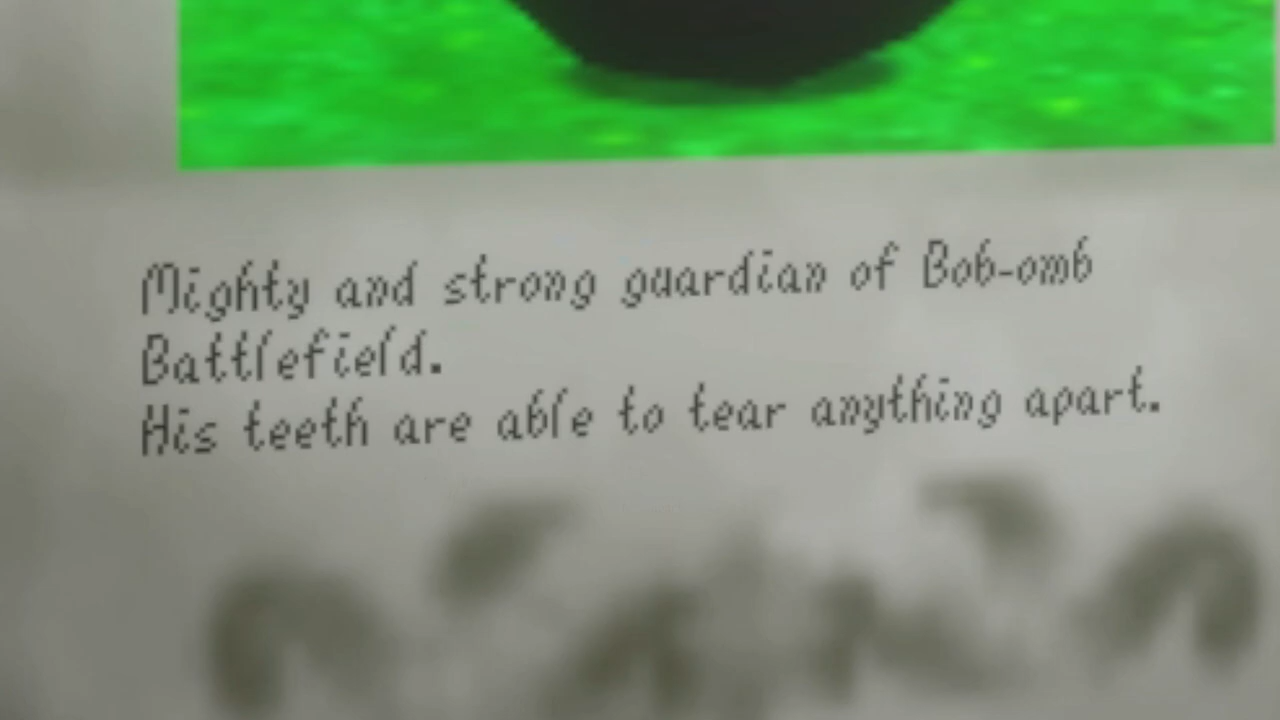 Mighty and strong guardian of Bob-omb
Battlefield.
His teeth are able to tear anything apart.